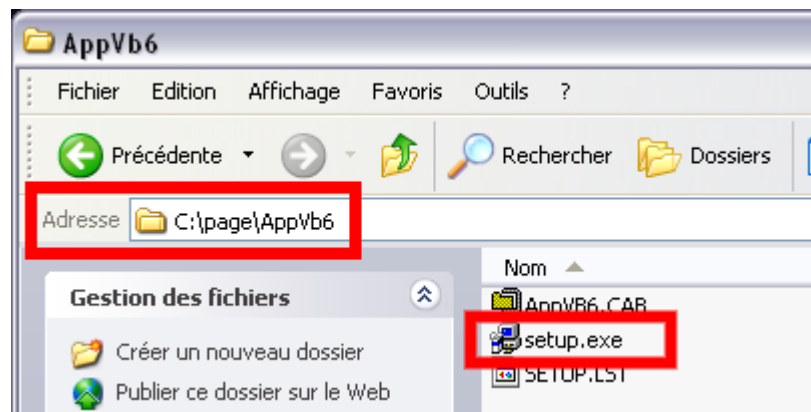 AppVb6
Fichier Edition Affichage Favoris Outils ?
Précédente Rechercher Dossiers
Adresse C:\page\AppVb6
Nom
Gestion des fichiers
AppVB6.CAB
setup.exe
SETUP.LST
Créer un nouveau dossier
Publier ce dossier sur le Web